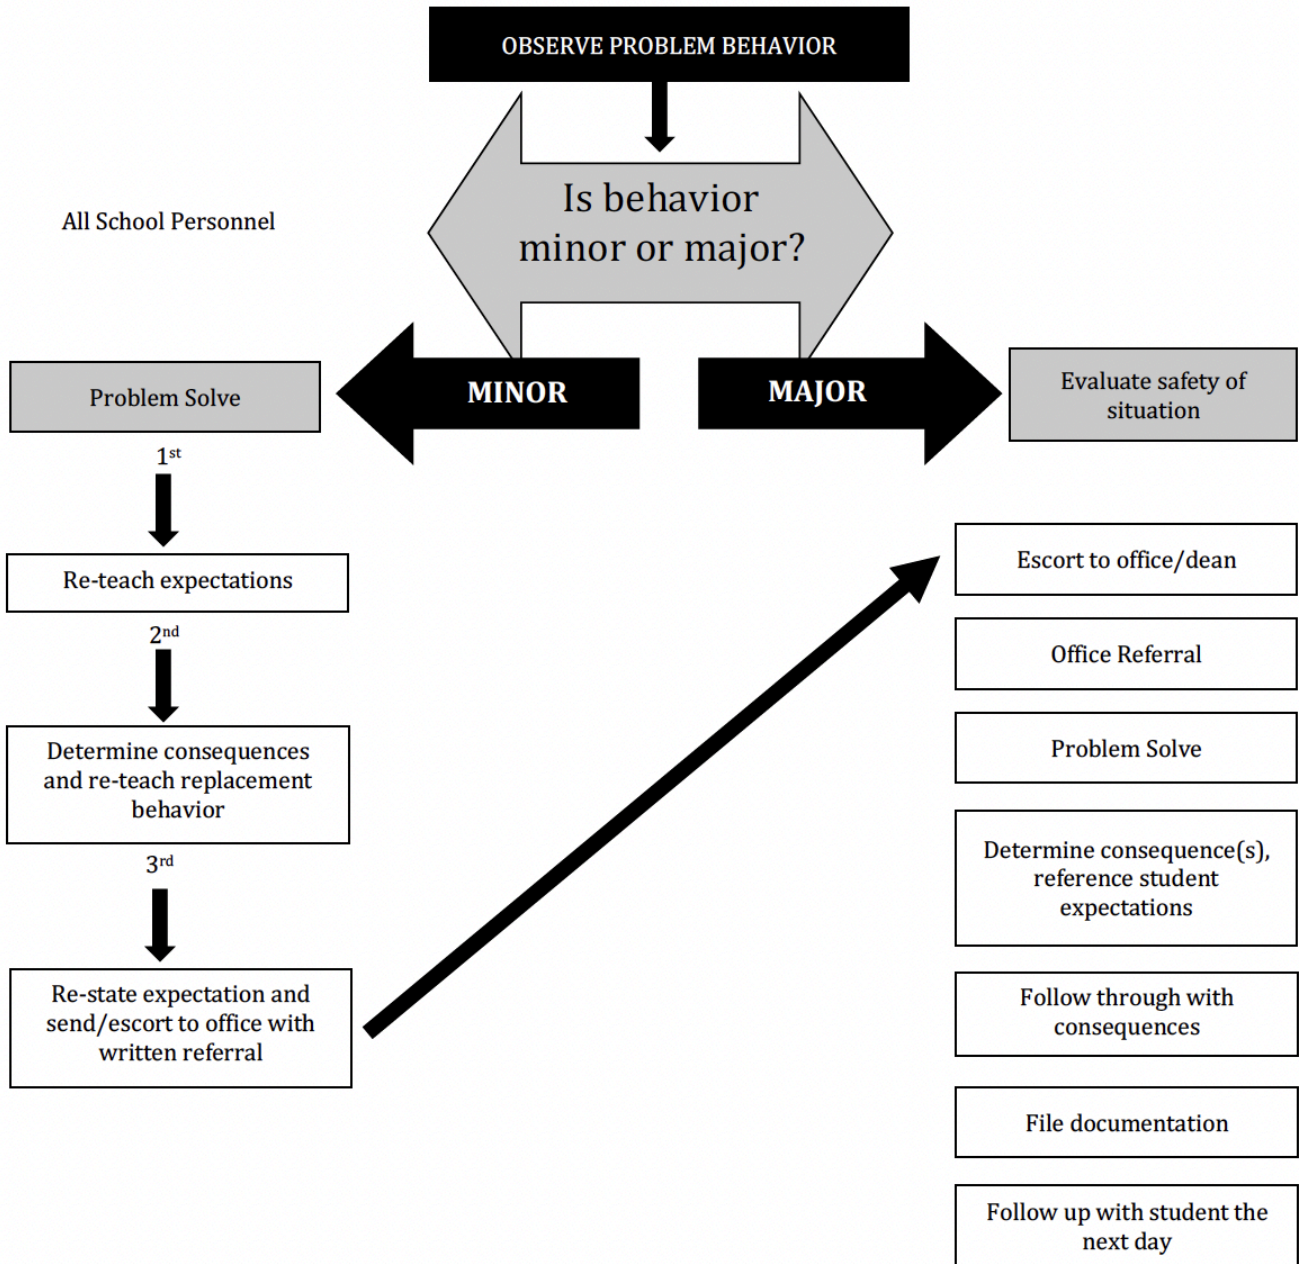 OBSERVE PROBLEM BEHAVIOR
Is behavior
minor or major?
All School Personnel
MINOR
MAJOR
Problem Solve
1st
Re-teach expectations
2nd
Determine consequences
and re-teach replacement
behavior
3rd
Re-state expectation and
send/escort to office with
written referral
Evaluate safety of
situation
Escort to office/dean
Office Referral
Problem Solve
Determine consequence(s),
reference student
expectations
Follow through with
consequences
File documentation
Follow up with student the
next day